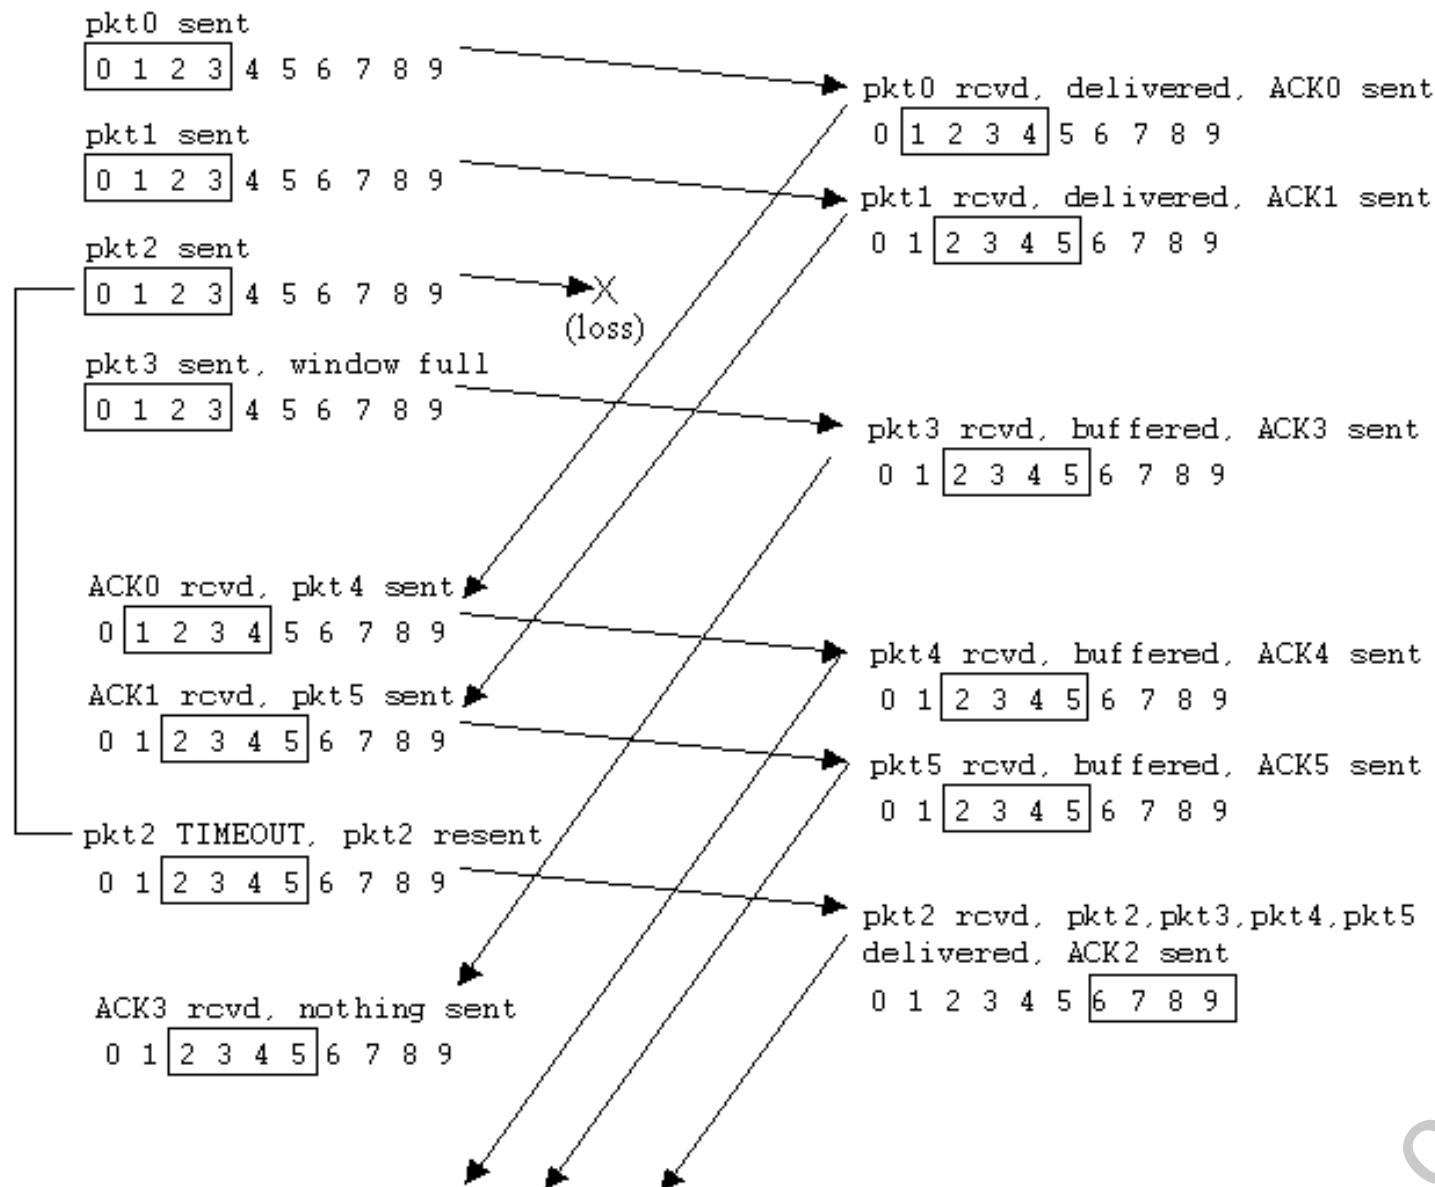 pkt0 sent
0 1 2 3 4 5 6 7 8 9
pkt1 sent
0 1 2 3 4 5 6 7 8 9
pkt2 sent
0 1 2 3 4 5 6 7 8 9
(loss)
pkt3 sent, window full
0 1 2 3 4 5 6 7 8 9
ACK0 rcvd, pkt4 sent
0 1 2 3 4 5 6 7 8 9
ACK1 rcvd, pkt5 sent
0 1 2 3 4 5 6 7 8 9
pkt2 TIMEOUT, pkt2 resent
0 1 2 3 4 5 6 7 8 9
ACK3 rcvd, nothing sent
0 1 2 3 4 5 6 7 8 9
pkt0 rcvd, delivered, ACK0 sent
0 1 2 3 4 5 6 7 8 9
pkt1 rcvd, delivered, ACK1 sent
0 1 2 3 4 5 6 7 8 9
pkt3 rcvd, buffered, ACK3 sent
0 1 2 3 4 5 6 7 8 9
pkt4 rcvd, buffered, ACK4 sent
0 1 2 3 4 5 6 7 8 9
pkt5 rcvd, buffered, ACK5 sent
0 1 2 3 4 5 6 7 8 9
pkt2 rcvd, pkt2,pkt3,pkt4,pkt5
delivered, ACK2 sent
0 1 2 3 4 5 6 7 8 9